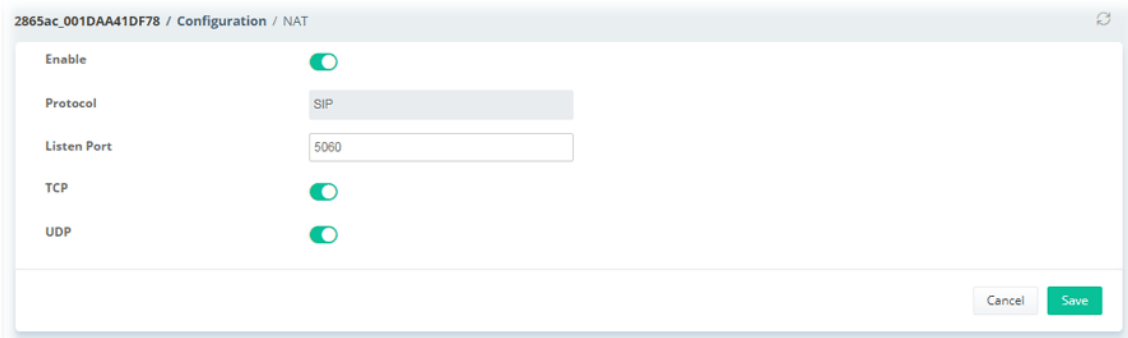 2865ac_001DAA41DF78 / Configuration / NAT
Enable
Protocol SIP
Listen Port 5060
TCP
UDP
Cancel Save